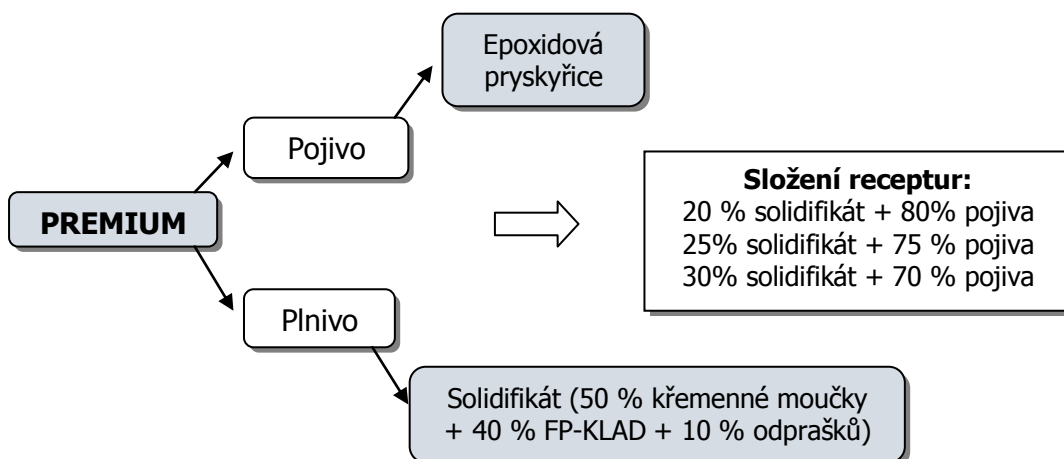 Epoxidová
pryskyřice
Pojivo
PREMIUM
Složení receptur:
20 % solidifikát + 80% pojiva
25% solidifikát + 75 % pojiva
30% solidifikát + 70 % pojiva
Plnivo
Solidifikát (50 % křemenné moučky
+ 40 % FP-KLAD + 10 % odprašků)